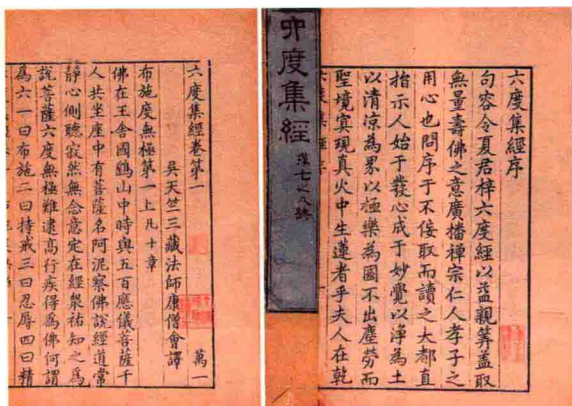 六度集經序
句容令夏君梓六度經以益親筭蓋取
無量壽佛之意廣播禪宗仁人孝子之
用心也問序于不佞取而讀之大都直
指示人始于發心成于妙覺以淨為土
以清涼為界以極樂為國不出塵勞而
聖境寔現真火中生蓮者乎夫人在乾
六度集經
七之八
六度集經卷第一 萬一
吳天竺三藏法師康僧會譯
布施度無極第一上凡十章
佛在王舍國鷂山中時與五百應儀菩薩千
人共坐座中有菩薩名阿泥察佛說經道常
靜心側聽寂然無念意定在經衆祐知之為
說菩薩六度無極難逮高行疾得為佛何謂
為六一曰布施二曰持戒三曰忍辱四曰精